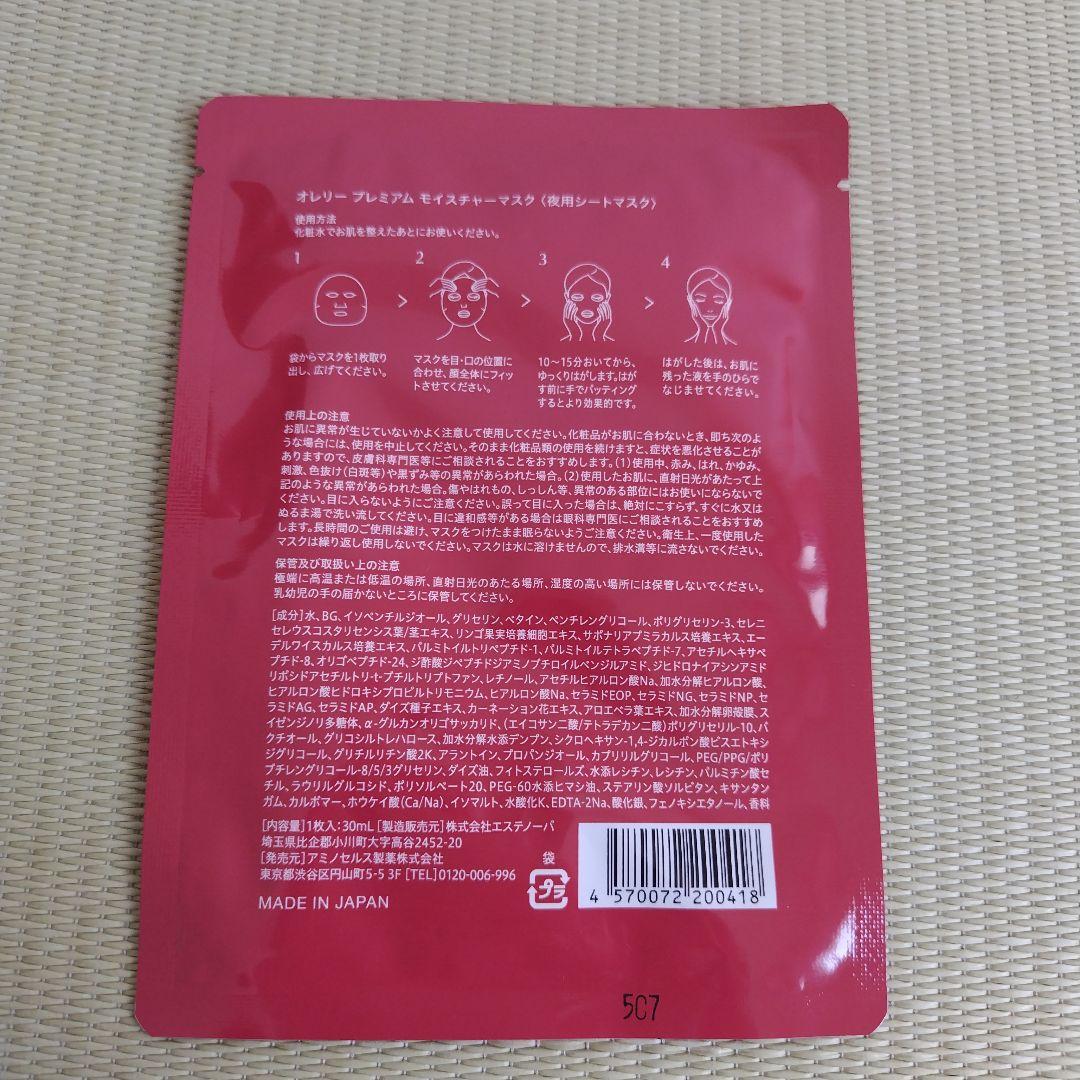 オレリー プレミアム モイスチャーマスク〈夜用シートマスク〉
使用方法
化粧水でお肌を整えたあとにお使いください。
1 > 2 > 3 > 4
袋からマスクを1枚取り
出し、広げてください。
マスクを目・口の位置に
合わせ、顔全体にフィッ
トさせてください。
10～15分おいてから、
ゆっくりはがします。はが
す前に手でパッティング
するとより効果的です。
はがした後は、お肌に
残った液を手のひらで
なじませてください。
使用上の注意
お肌に異常が生じていないかよく注意して使用してください。化粧品がお肌に合わないとき、即ち次のよ
うな場合には、使用を中止してください。そのまま化粧品類の使用を続けますと、症状を悪化させることが
ありますので、皮膚科専門医等にご相談されることをおすすめします。(1)使用中、赤み、はれ、かゆみ、
刺激、色抜け(白斑等)や黒ずみ等の異常があらわれた場合。(2)使用したお肌に、直射日光があたって上
記のような異常があらわれた場合。傷やはれもの、しっしん等、異常のある部位にはお使いにならないで
ください。目に入らないようにご注意ください。誤って目に入った場合は、絶対にこすらず、すぐに水又は
ぬるま湯で洗い流してください。目に違和感等がある場合は眼科専門医にご相談されることをおすすめ
します。長時間のご使用は避け、マスクをつけたまま眠らないようご注意ください。衛生上、一度使用した
マスクは繰り返し使用しないでください。マスクは水に溶けませんので、排水溝等に流さないでください。
保管及び取扱い上の注意
極端に高温または低温の場所、直射日光のあたる場所、湿度の高い場所には保管しないでください。
乳幼児の手の届かないところに保管してください。
[成分]水、BG、イソペンチルジオール、グリセリン、ベタイン、ペンチレングリコール、ポリグリセリン-3、セレニ
セレウスコスタリセンシス葉/茎エキス、リンゴ果実培養細胞エキス、サボナリアプミラカルス培養エキス、エー
デルワイスカルス培養エキス、パルミトイルトリペプチド-1、パルミトイルテトラペプチド-7、アセチルヘキサペ
プチド-8、オリゴペプチド-24、ジ酢酸ジペプチドジアミノブチロイルベンジルアミド、ジヒドロナイアシンアミド
リポシドアセチルトリ-セプチルトリプトファン、レチノール、アセチルヒアルロン酸Na、加水分解ヒアルロン酸、
ヒアルロン酸ヒドロキシプロピルトリモニウム、ヒアルロン酸Na、セラミドEOP、セラミドNG、セラミドNP、セ
ラミドAG、セラミドAP、ダイズ種子エキス、カーネーション花エキス、アロエベラ葉エキス、加水分解卵殻膜、ス
イゼンジノリ多糖体、α-グルカンオリゴサッカリド、(エイコサン二酸/テトラデカン二酸)ポリグリセリル-10、バ
クチオール、グリコシルトレハロース、加水分解水添デンプン、シクロヘキサン-1,4-ジカルボン酸ビスエトキシ
ジグリコール、グリチルリチン酸2K、アラントイン、プロパンジオール、カプリリルグリコール、PEG/PPG/ポリ
ブチレングリコール-8/5/3グリセリン、ダイズ油、フィトステロールズ、水添レシチン、レシチン、パルミチン酸セ
チル、ラウリルグルコシド、ポリソルベート20、PEG-60水添ヒマシ油、ステアリン酸ソルビタン、キサンタン
ガム、カルボマー、ホウケイ酸(Ca/Na)、イソマルト、水酸化K、EDTA-2Na、酸化銀、フェノキシエタノール、香料
[内容量]1枚入:30mL [製造販売元]株式会社エステノーバ
埼玉県比企郡小川町大字高谷2452-20
[発売元]アミノセルス製薬株式会社
東京都渋谷区円山町5-5 3F [TEL]0120-006-996
MADE IN JAPAN
袋
プラ
4 570072 200418
507